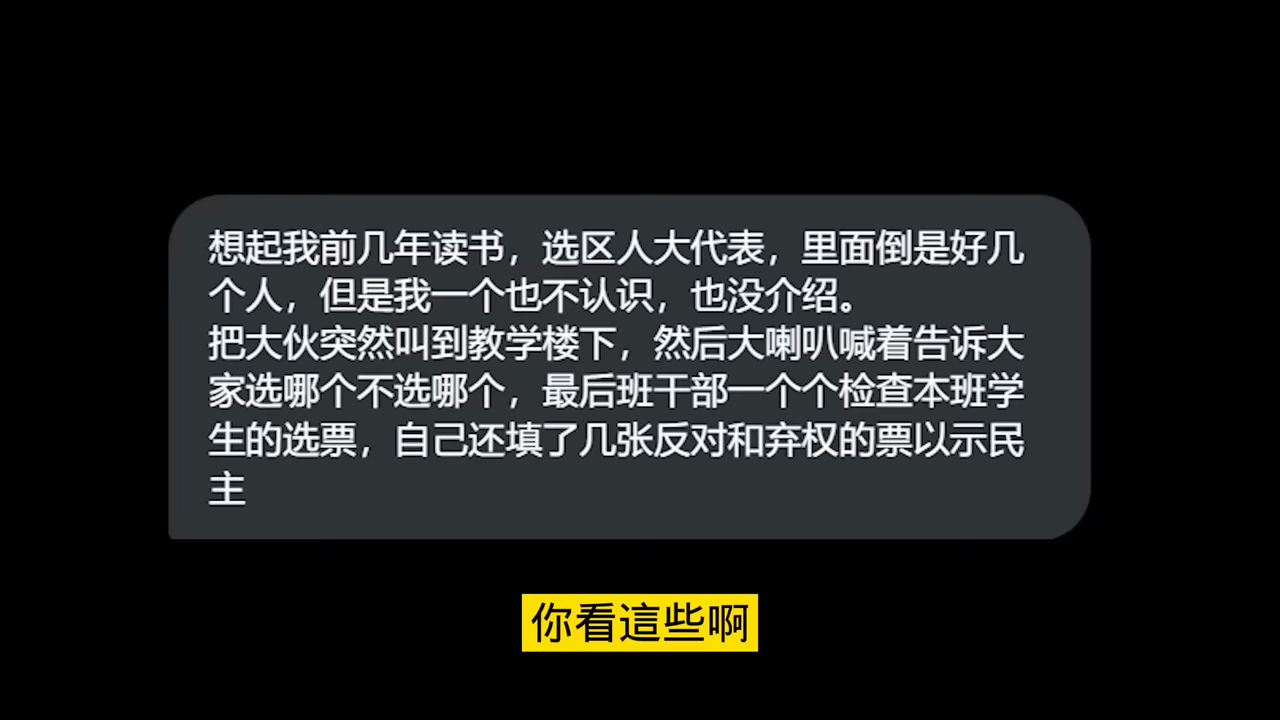 想起我前几年读书，选区人大代表，里面倒是好几
个人，但是我一个也不认识，也没介绍。
把大伙突然叫到教学楼下，然后大喇叭喊着告诉大
家选哪个不选哪个，最后班干部一个个检查本班学
生的选票，自己还填了几张反对和弃权的票以示民
主
你看這些啊